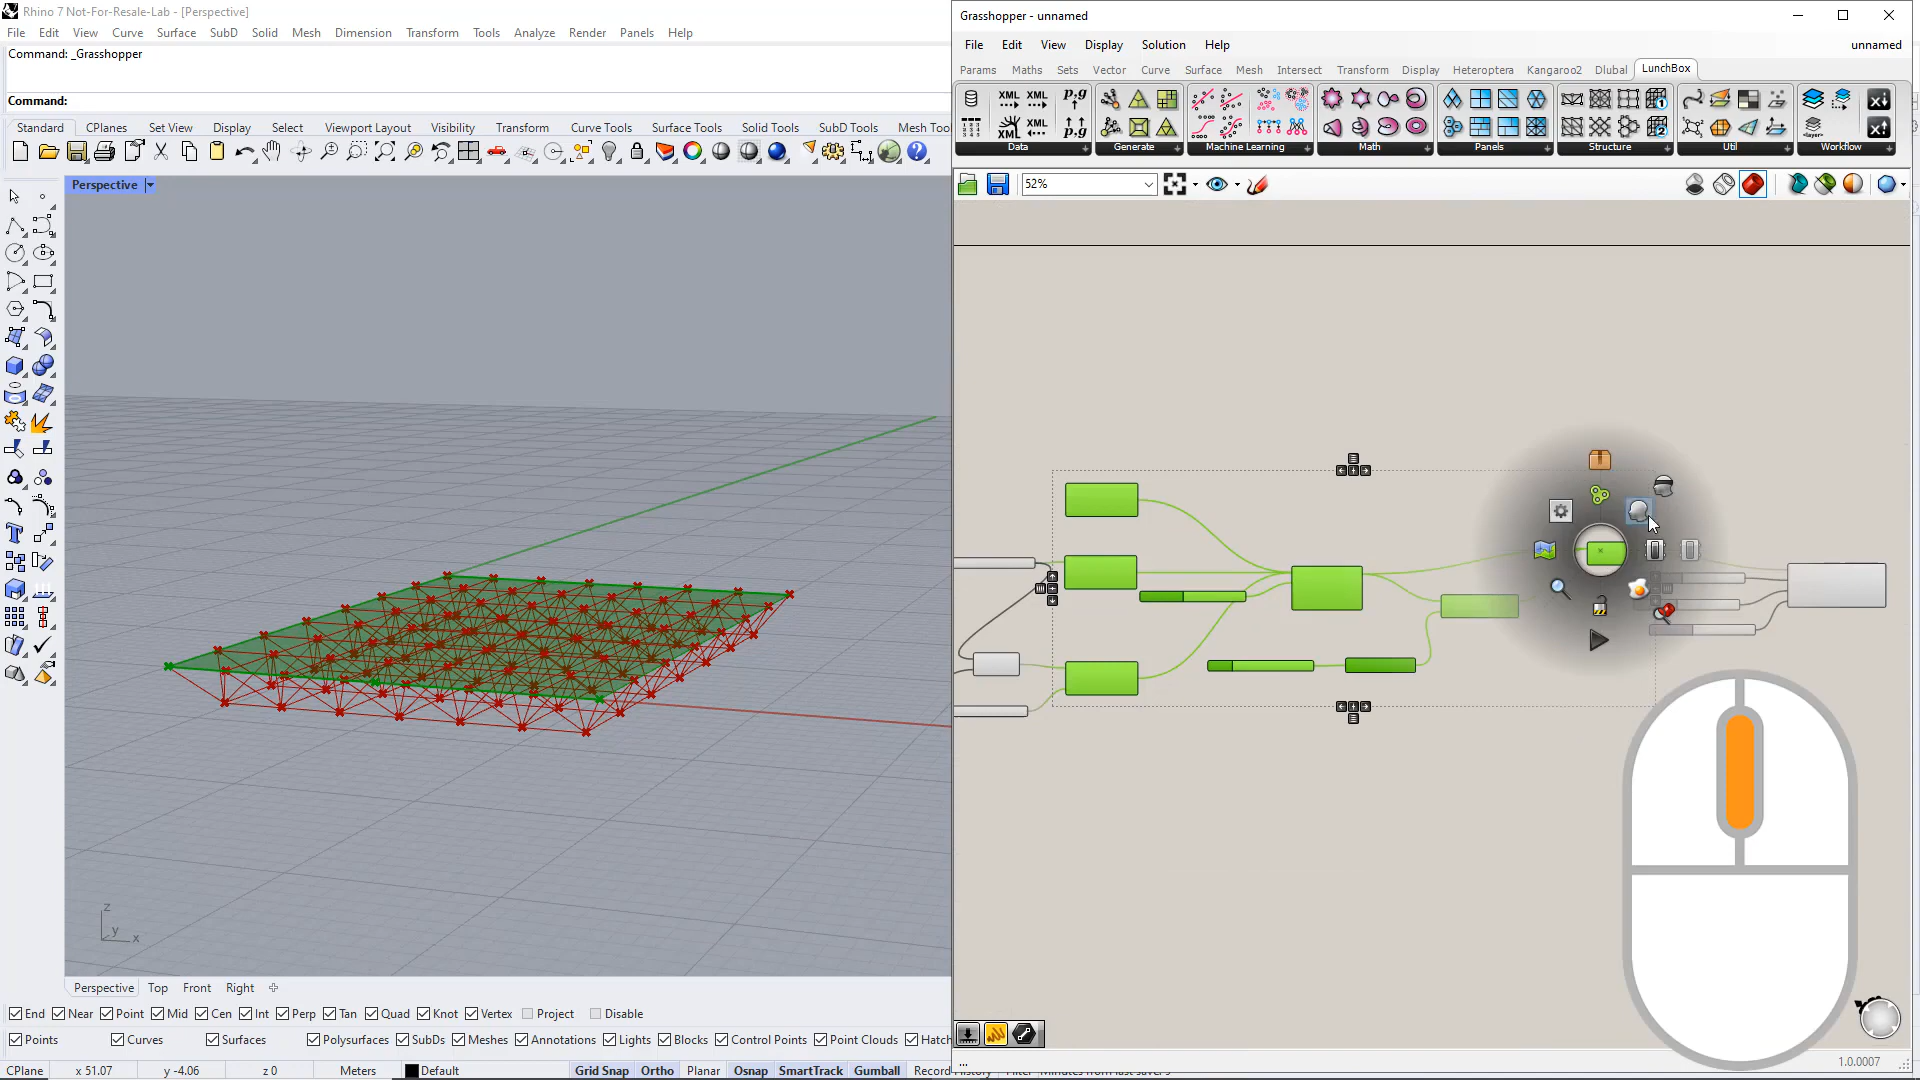 Rhino 7 Not-For-Resale-Lab - [Perspective]
File Edit View Curve Surface SubD Solid Mesh Dimension Transform Tools Analyze Render Panels Help
Command: _Grasshopper
Command:
Standard CPlanes Set View Display Select Viewport Layout Visibility Transform Curve Tools Surface Tools Solid Tools SubD Tools Mesh Too
Perspective
z
y
x
Perspective Top Front Right
End Near Point Mid Cen Int Perp Tan Quad Knot Vertex Project Disable
Points Curves Surfaces Polysurfaces SubDs Meshes Annotations Lights Blocks Control Points Point Clouds Hatch
CPlane x 51.07 y -4.06 z 0 Meters Default Grid Snap Ortho Planar Osnap SmartTrack Gumball Record History
Grasshopper - unnamed
File Edit View Display Solution Help unnamed
Params Maths Sets Vector Curve Surface Mesh Intersect Transform Display Heteroptera Kangaroo2 Dlubal LunchBox
XML XML p,g
XML p,g
Data Generate Machine Learning Math Panels Structure Util Workflow
52%
...
1.0.0007